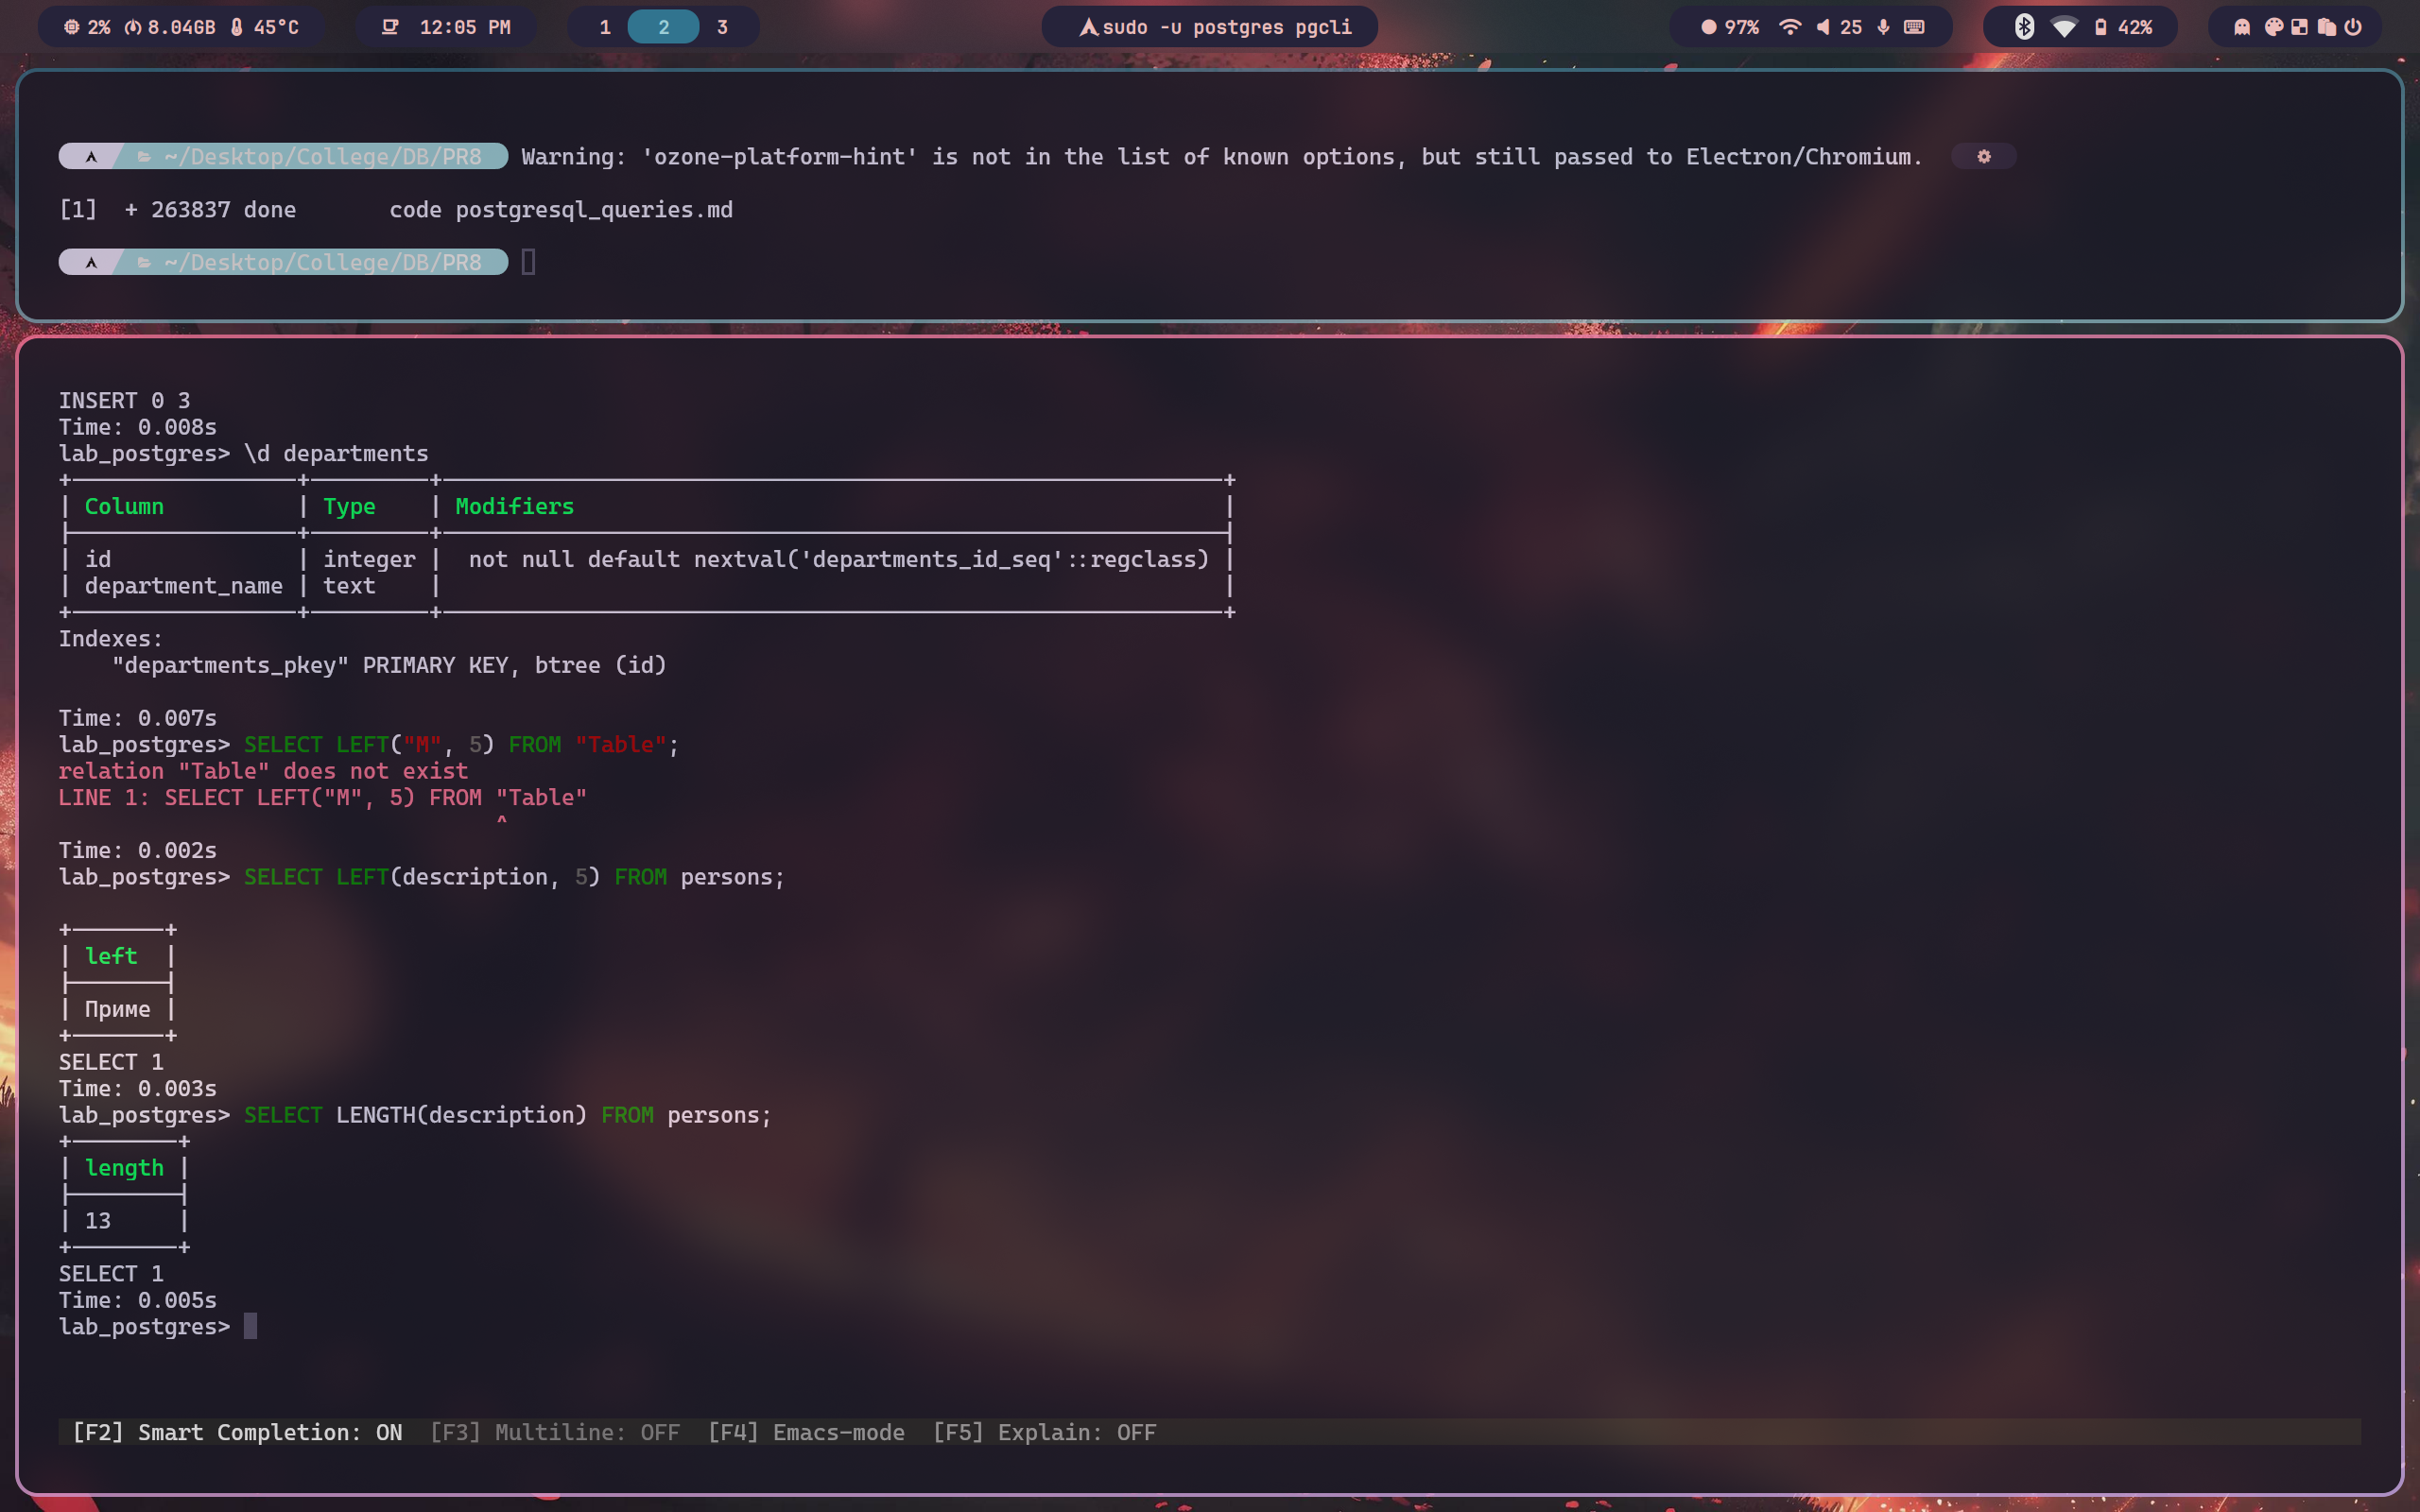 2% 8.04GB 45°C 12:05 PM 1 2 3 sudo -u postgres pgcli 97% 25 42%
~/Desktop/College/DB/PR8 Warning: 'ozone-platform-hint' is not in the list of known options, but still passed to Electron/Chromium.
[1]  + 263837 done       code postgresql_queries.md
~/Desktop/College/DB/PR8
INSERT 0 3
Time: 0.008s
lab_postgres> \d departments
| Column          | Type    | Modifiers                                                 |
| id              | integer |  not null default nextval('departments_id_seq'::regclass) |
| department_name | text    |                                                           |
Indexes:
    "departments_pkey" PRIMARY KEY, btree (id)
Time: 0.007s
lab_postgres> SELECT LEFT("M", 5) FROM "Table";
relation "Table" does not exist
LINE 1: SELECT LEFT("M", 5) FROM "Table"
^
Time: 0.002s
lab_postgres> SELECT LEFT(description, 5) FROM persons;
| left  |
| Приме |
SELECT 1
Time: 0.003s
lab_postgres> SELECT LENGTH(description) FROM persons;
| length |
| 13     |
SELECT 1
Time: 0.005s
lab_postgres>
[F2] Smart Completion: ON  [F3] Multiline: OFF  [F4] Emacs-mode  [F5] Explain: OFF